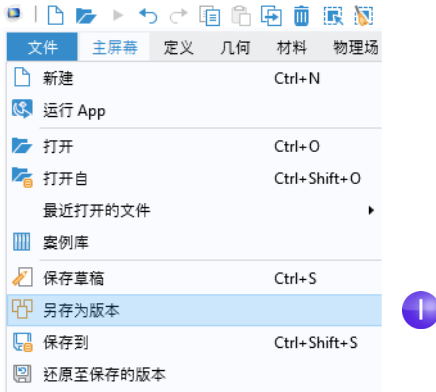 文件 主屏幕 定义 几何 材料 物理场
新建 Ctrl+N
运行 App
打开 Ctrl+O
打开自 Ctrl+Shift+O
最近打开的文件
案例库
保存草稿 Ctrl+S
另存为版本 1
保存到 Ctrl+Shift+S
还原至保存的版本